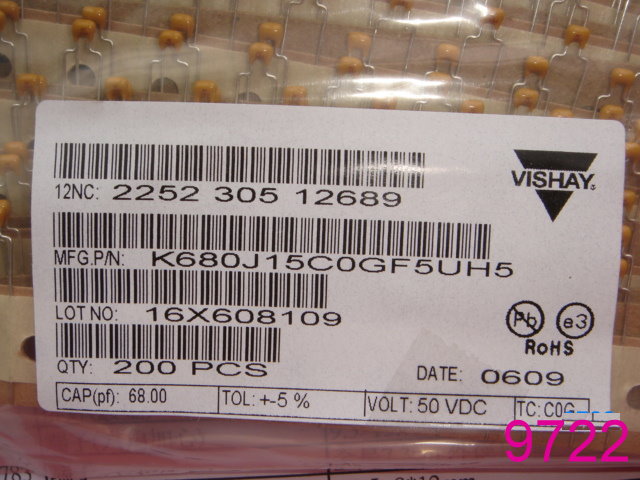 VISHAY
12NC: 2252 305 12689
MFG.P/N: K680J15C0GF5UH5
LOT NO: 16X608109
Pb e3
RoHS
QTY: 200 PCS
DATE: 0609
CAP(pf): 68.00 TOL: +-5 % VOLT: 50 VDC TC: C0G
9722